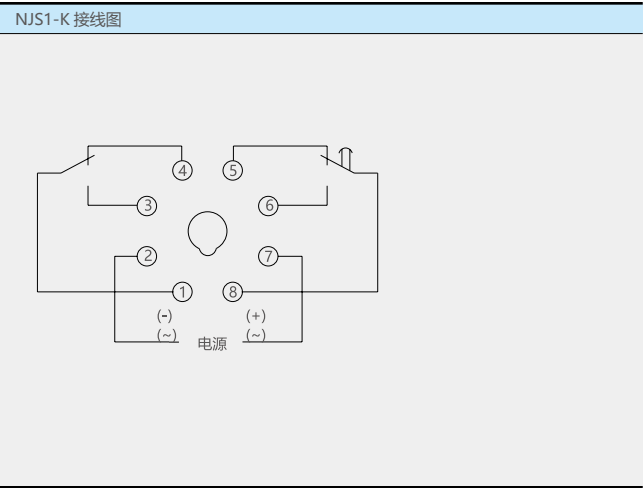 NJS1-K 接线图
④ ⑤
③ ⑥
② ⑦
① ⑧
(-) (+)
(~) 电源 (~)